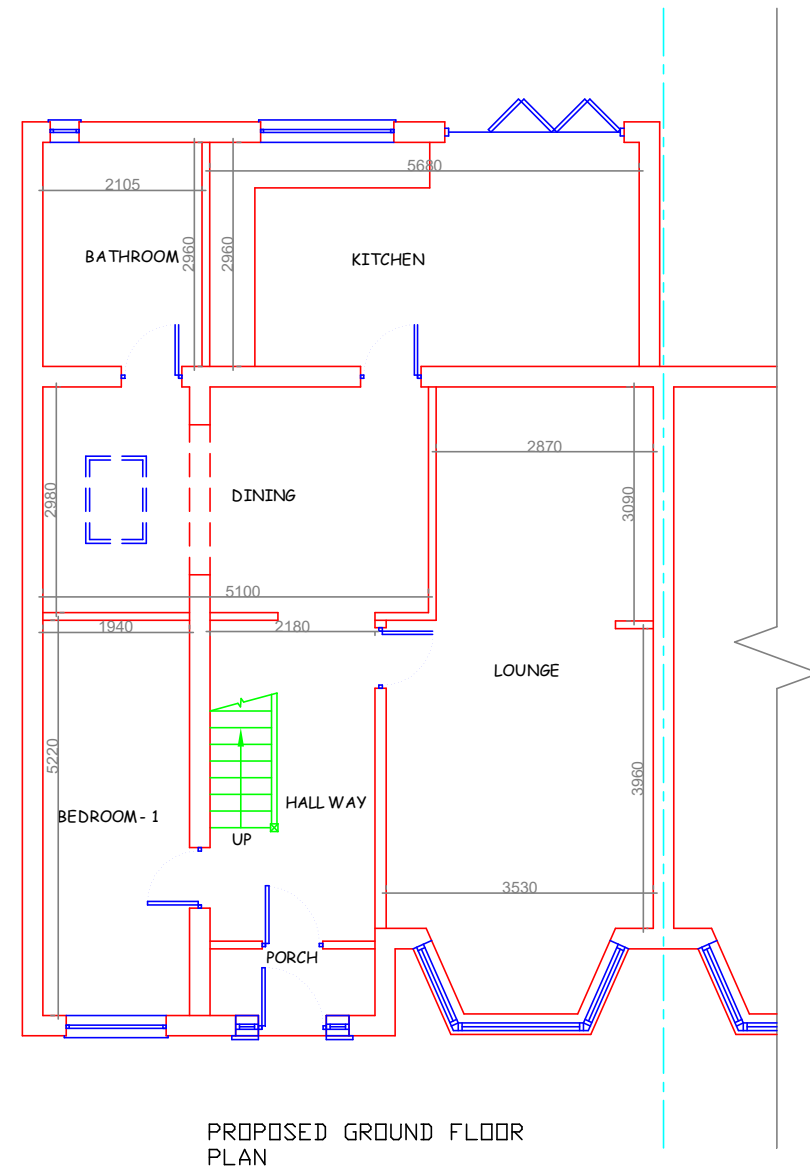 5680
2105
2960
2960
BATHROOM
KITCHEN
2870
2980
DINING
3090
5100
1940
2180
LOUNGE
5220
3960
HALL WAY
BEDROOM - 1
UP
3530
PORCH
PROPOSED GROUND FLOOR
PLAN